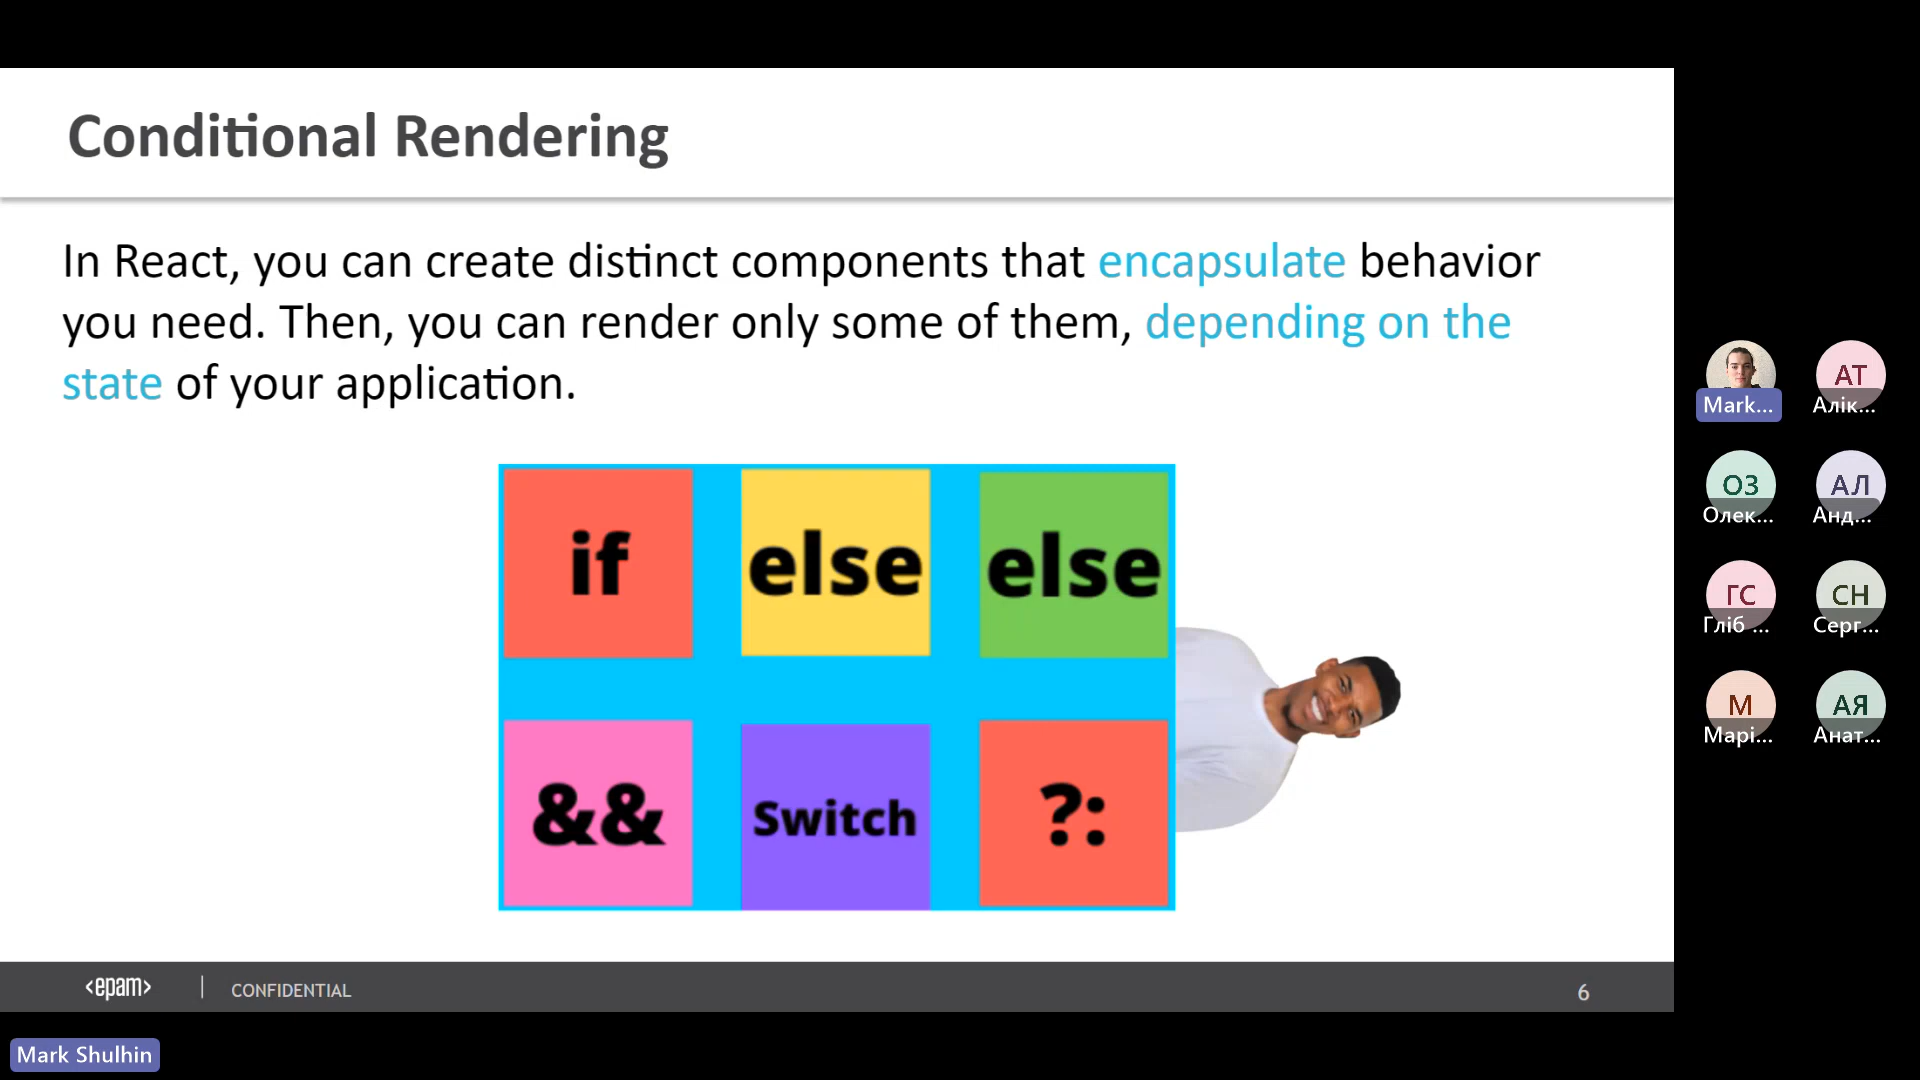 Conditional Rendering
In React, you can create distinct components that encapsulate behavior
you need. Then, you can render only some of them, depending on the
state of your application.
if
else
else
&&
Switch
?:
<epam>
CONFIDENTIAL
6
Mark Shulhin
Mark...
АТ
Алік...
ОЗ
Олек...
АЛ
Анд...
ГС
Гліб ...
СН
Серг...
М
Марі...
АЯ
Анат...